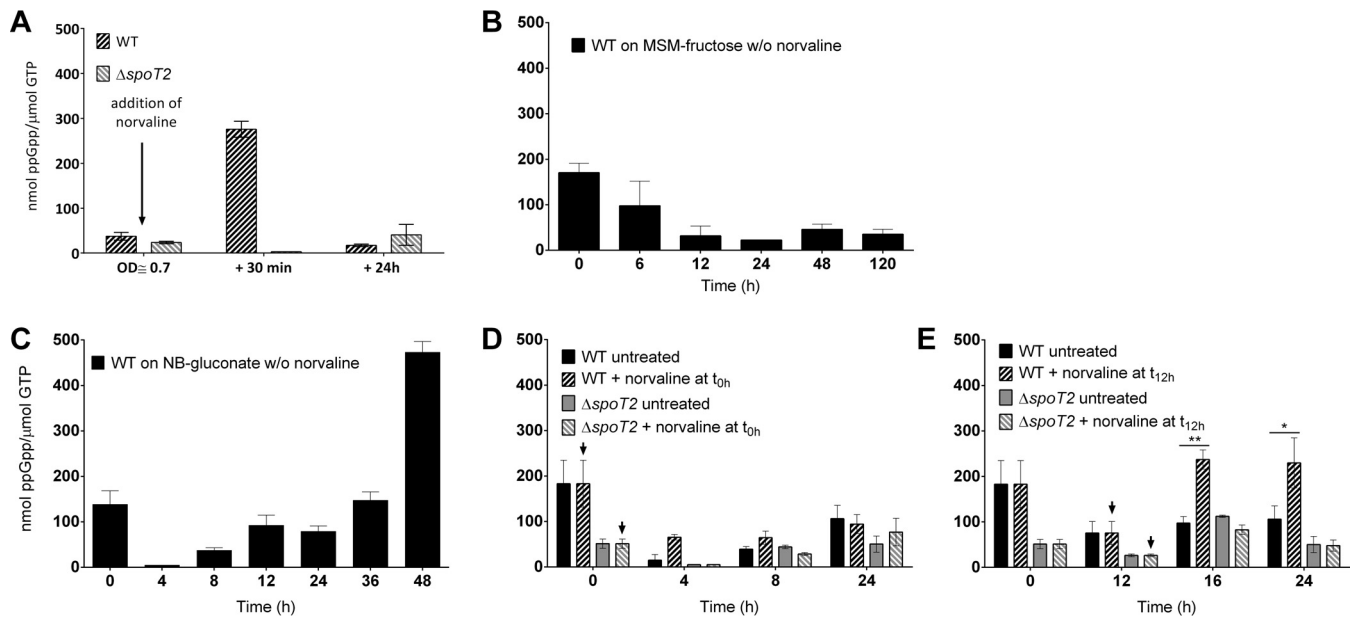 A
nmol ppGpp/μmol GTP
500
400
300
200
100
0
WT
ΔspoT2
addition of
norvaline
OD≅ 0.7 + 30 min + 24h
B
500
400
300
200
100
0
WT on MSM-fructose w/o norvaline
0 6 12 24 48 120
Time (h)
C
nmol ppGpp/μmol GTP
500
400
300
200
100
0
WT on NB-gluconate w/o norvaline
0 4 8 12 24 36 48
Time (h)
D
500
400
300
200
100
0
WT untreated
WT + norvaline at t0h
ΔspoT2 untreated
ΔspoT2 + norvaline at t0h
0 4 8 24
Time (h)
E
500
400
300
200
100
0
WT untreated
WT + norvaline at t12h
ΔspoT2 untreated
ΔspoT2 + norvaline at t12h
** *
0 12 16 24
Time (h)